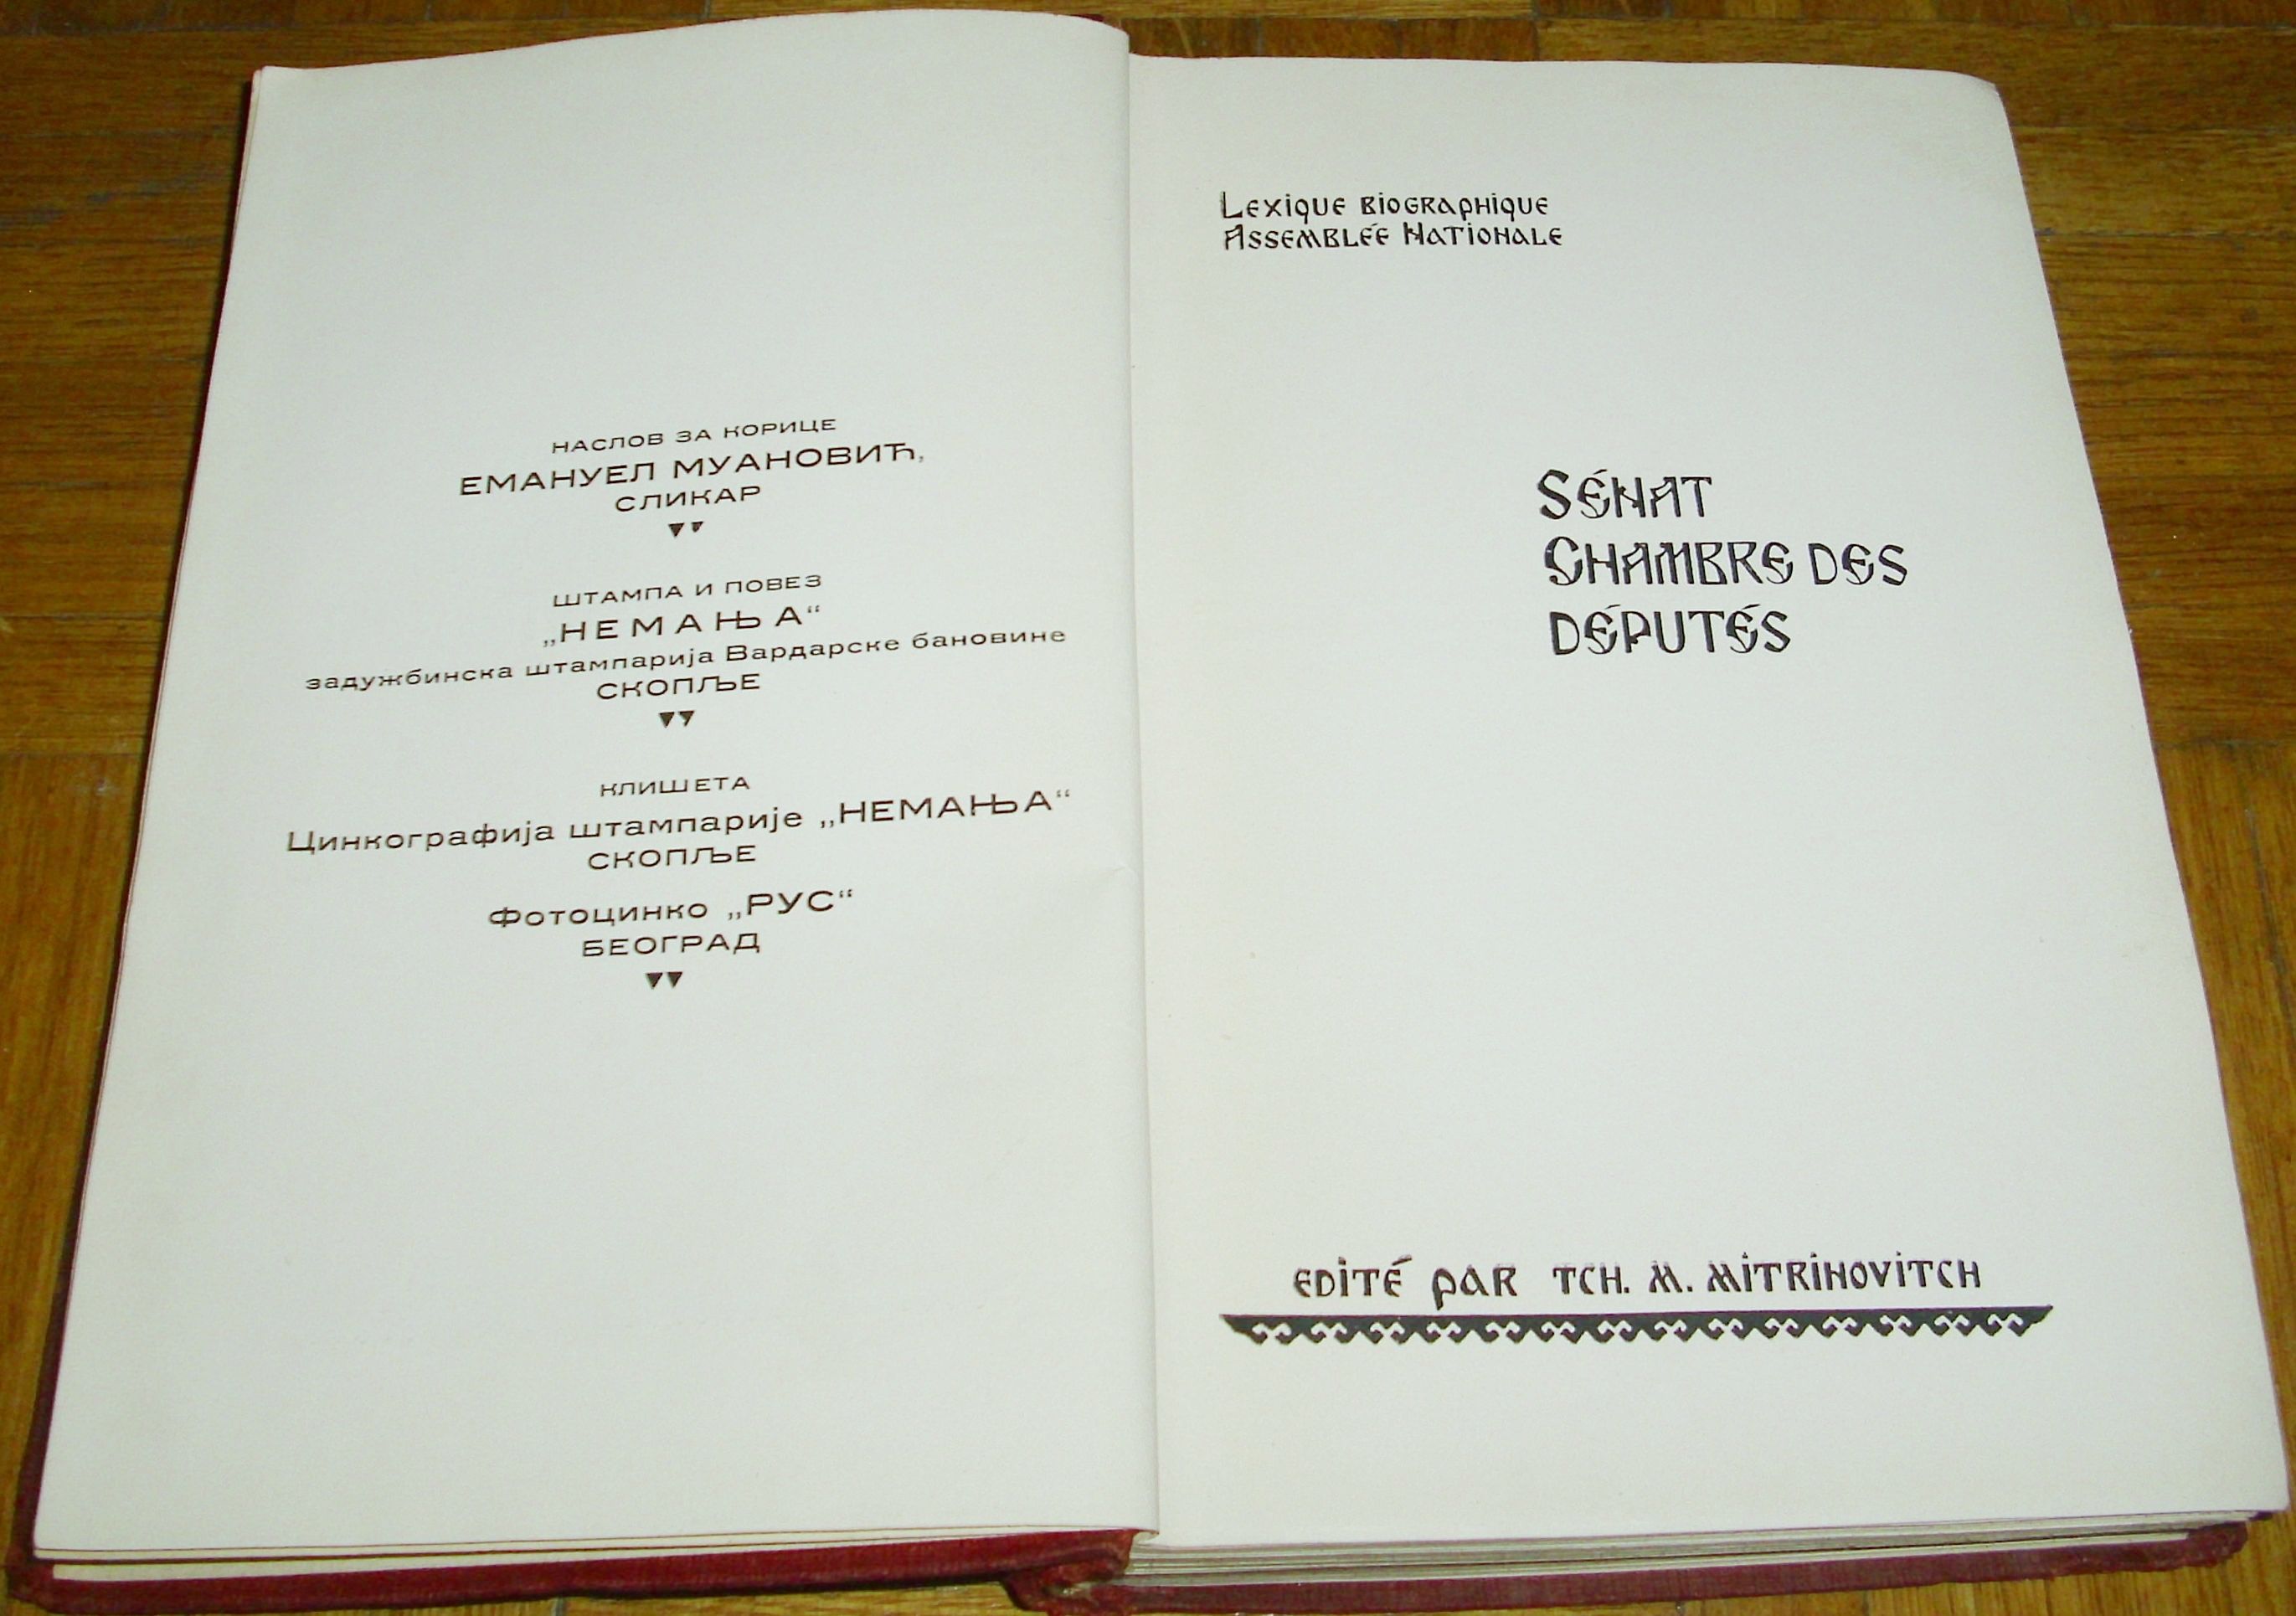 НАСЛОВ ЗА КОРИЦЕ
ЕМАНУЕЛ МУАНОВИЋ,
СЛИКАР
ШТАМПА И ПОВЕЗ
„НЕМАЊА“
задужбинска штампарија Вардарске бановине
СКОПЉЕ
КЛИШЕТА
Цинкографија штампарије „НЕМАЊА“
СКОПЉЕ
Фотоцинко „РУС“
БЕОГРАД
Lexique Biographique
Assemblée Nationale
Sénat
Chambre des
Députés
Edité par Tch. M. Mitrinovitch